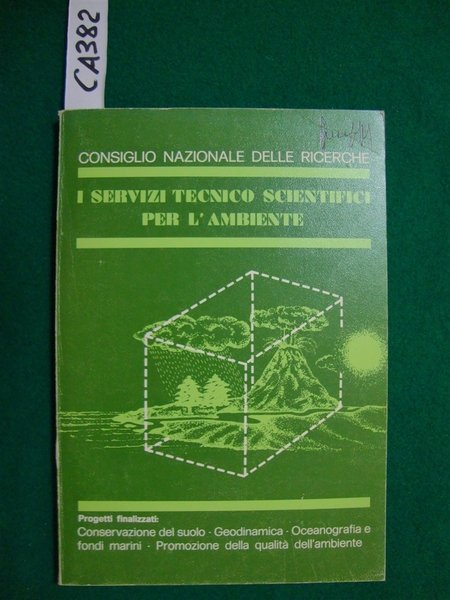 CA382
CONSIGLIO NAZIONALE DELLE RICERCHE
I SERVIZI TECNICO SCIENTIFICI
PER L'AMBIENTE
Progetti finalizzati:
Conservazione del suolo · Geodinamica · Oceanografia e
fondi marini · Promozione della qualità dell'ambiente